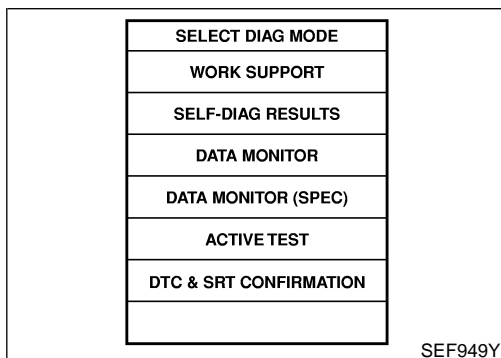 SELECT DIAG MODE
WORK SUPPORT
SELF-DIAG RESULTS
DATA MONITOR
DATA MONITOR (SPEC)
ACTIVE TEST
DTC & SRT CONFIRMATION
SEF949Y